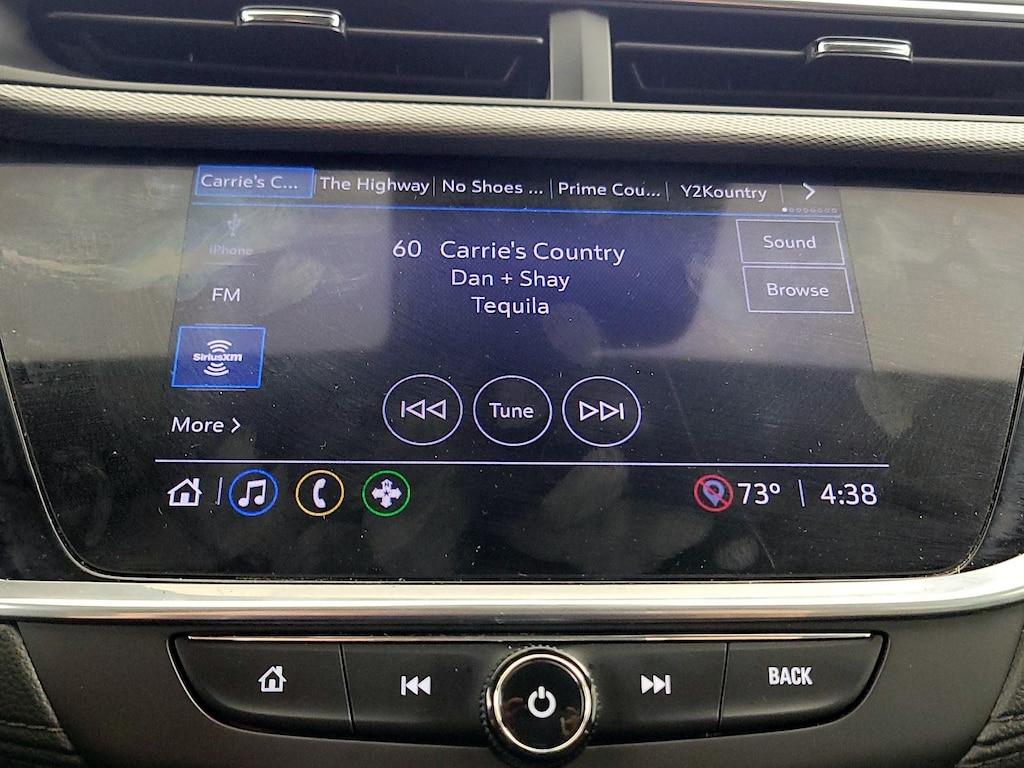 Carrie's C... The Highway No Shoes ... Prime Cou... Y2Kountry >
iPhone
60 Carrie's Country
Sound
Dan + Shay
FM
Browse
Tequila
SiriusXM
Tune
More >
N
73° | 4:38
BACK